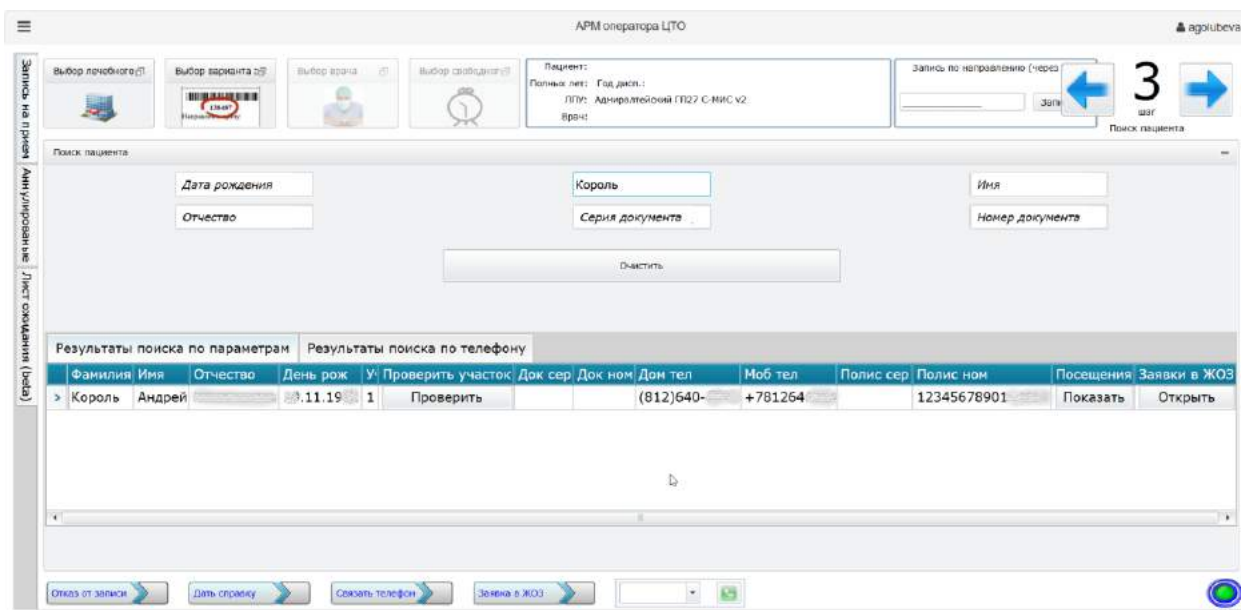 АРМ оператора ЦТО
agolubeva
Запись на прием
Аннулированые
Лист ожидания (beta)
Выбор лечебного
Выбор варианта
Выбор врача
Выбор свободного
Пациент:
Полных лет: Год дисп.:
ЛПУ: Адмиралтейский ГП27 С-МИС v2
Врач:
Запись по направлению (через
Запи
3
шаг
Поиск пациента
Поиск пациента
Дата рождения
Король
Имя
Отчество
Серия документа
Номер документа
Очистить
Результаты поиска по параметрам
Результаты поиска по телефону
Фамилия Имя Отчество День рож У Проверить участок Док сер Док ном Дом тел Моб тел Полис сер Полис ном Посещения Заявки в ЖОЗ
Король Андрей .11.19 1 Проверить (812)640- +781264 12345678901 Показать Открыть
Отказ от записи
Дать справку
Связать телефон
Заявка в ЖОЗ